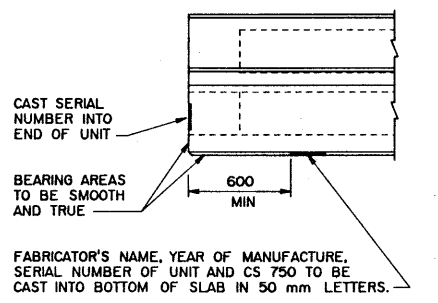 CAST SERIAL
NUMBER INTO
END OF UNIT
BEARING AREAS
TO BE SMOOTH
AND TRUE
600
MIN
FABRICATOR'S NAME, YEAR OF MANUFACTURE,
SERIAL NUMBER OF UNIT AND CS 750 TO BE
CAST INTO BOTTOM OF SLAB IN 50 mm LETTERS.